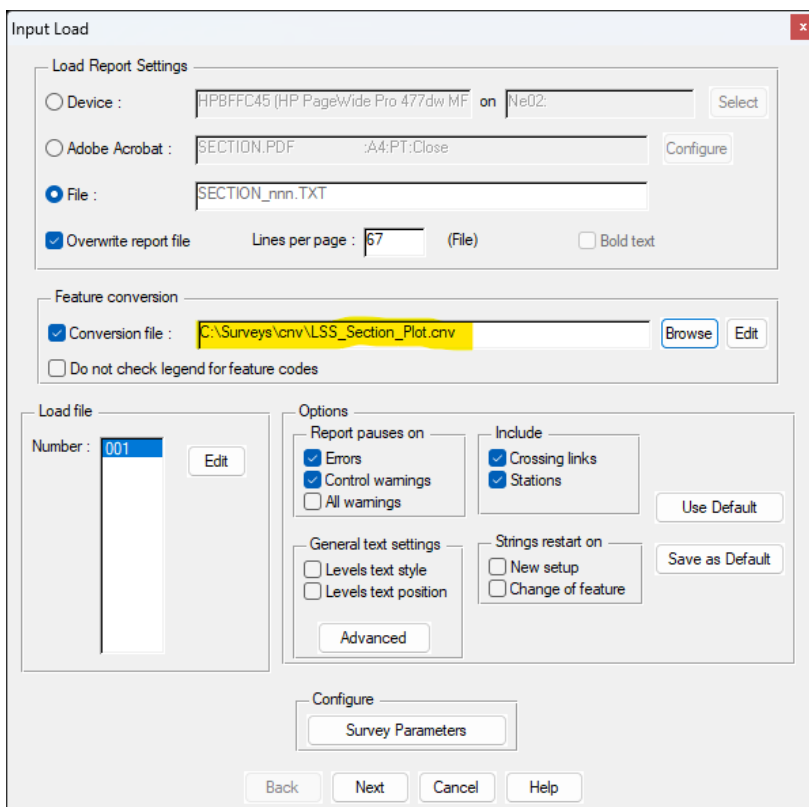 Input Load
x
Load Report Settings
Device :
HPBFFC45 (HP PageWide Pro 477dw MF
on
Ne02:
Select
Adobe Acrobat :
SECTION.PDF :A4:PT:Close
Configure
File :
SECTION_nnn.TXT
Overwrite report file
Lines per page :
67
(File)
Bold text
Feature conversion
Conversion file :
C:\Surveys\cnv\LSS_Section_Plot.cnv
Browse
Edit
Do not check legend for feature codes
Load file
Number :
001
Edit
Options
Report pauses on
Errors
Control warnings
All warnings
Include
Crossing links
Stations
Use Default
General text settings
Levels text style
Levels text position
Advanced
Strings restart on
New setup
Change of feature
Save as Default
Configure
Survey Parameters
Back
Next
Cancel
Help